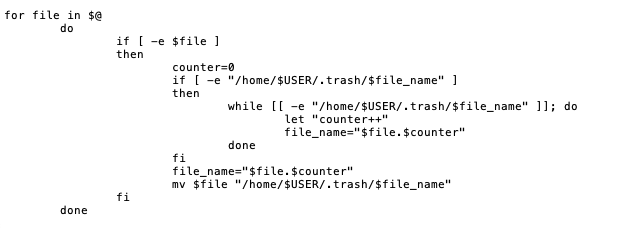 for file in $@
        do
                if [ -e $file ]
                then
                        counter=0
                        if [ -e "/home/$USER/.trash/$file_name" ]
                        then
                                while [[ -e "/home/$USER/.trash/$file_name" ]]; do
                                        let "counter++"
                                        file_name="$file.$counter"
                                done
                        fi
                        file_name="$file.$counter"
                        mv $file "/home/$USER/.trash/$file_name"
                fi
        done